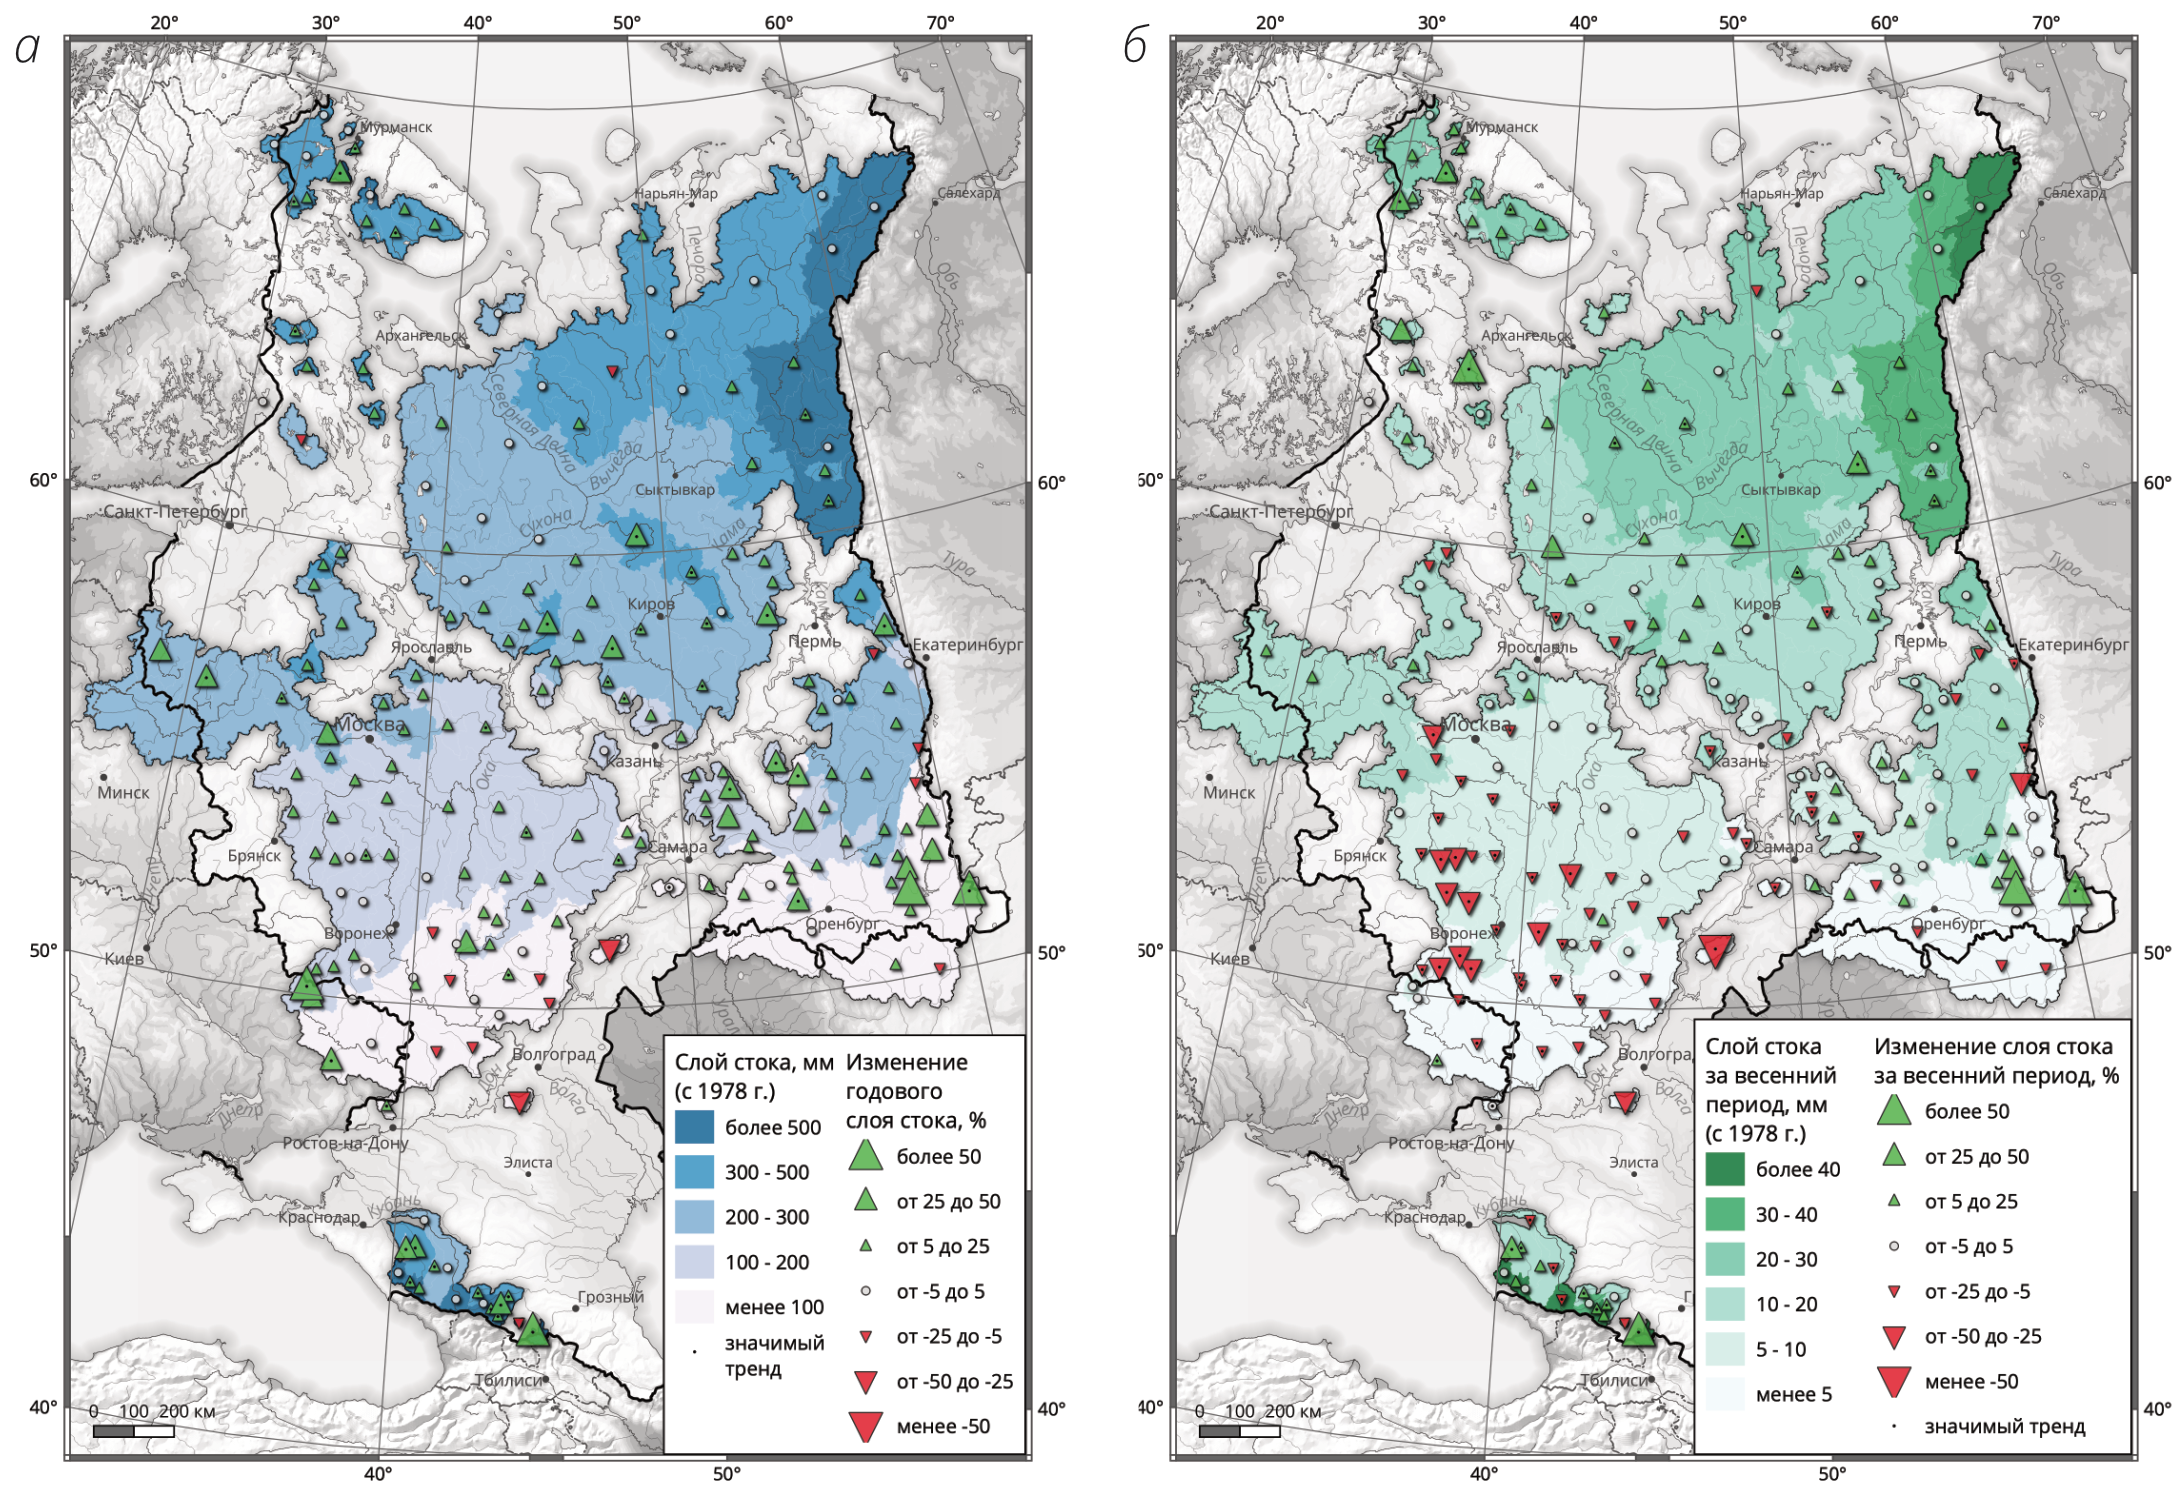 а
20°
30°
40°
50°
60°
70°
Мурманск
Нарьян-Мар
Салехард
Печора
Обь
Архангельск
Северная Двина
Вычегда
60°
60°
Сыктывкар
Санкт-Петербург
Сухона
Кама
Тура
Киров
Кама
Пермь
Екатеринбург
Ярославль
Москва
Казань
Ока
Минск
Брянск
Самара
Днепр
Воронеж
Оренбург
Киев
50°
50°
Урал
Волгоград
Дон
Волга
Днепр
Ростов-на-Дону
Элиста
Кубань
Краснодар
Грозный
Тбилиси
40°
40°
0 100 200 км
40°
50°
Слой стока, мм
(с 1978 г.)
более 500
300 - 500
200 - 300
100 - 200
менее 100
значимый
тренд
Изменение
годового
слоя стока, %
более 50
от 25 до 50
от 5 до 25
от -5 до 5
от -25 до -5
от -50 до -25
менее -50
б
20°
30°
40°
50°
60°
70°
Мурманск
Нарьян-Мар
Салехард
Печора
Обь
Архангельск
Северная Двина
Вычегда
50°
60°
Сыктывкар
Санкт-Петербург
Сухона
Кама
Тура
Киров
Кама
Пермь
Екатеринбург
Ярославль
Москва
Казань
Ока
Минск
Брянск
Самара
Днепр
Воронеж
Оренбург
Киев
50°
50°
Ур
Волгогра
Дон
Волга
Днепр
Ростов-на-Дону
Элиста
Кубань
Краснодар
Г
Тбилиси
40°
40°
0 100 200 км
40°
50°
Слой стока
за весенний
период, мм
(с 1978 г.)
более 40
30 - 40
20 - 30
10 - 20
5 - 10
менее 5
Изменение слоя стока
за весенний период, %
более 50
от 25 до 50
от 5 до 25
от -5 до 5
от -25 до -5
от -50 до -25
менее -50
значимый тренд